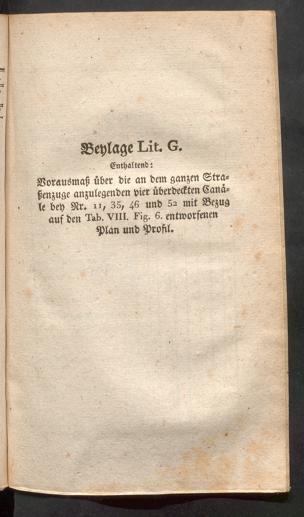 Beylage Lit. G.
Enthaltend:
Vorausmaß über die an dem ganzen Stra-
ßenzuge anzulegenden vier überdeckten Canä-
le bey Nr. 11, 35, 46 und 52 mit Bezug
auf den Tab. VIII. Fig. 6. entworfenen
Plan und Profil.